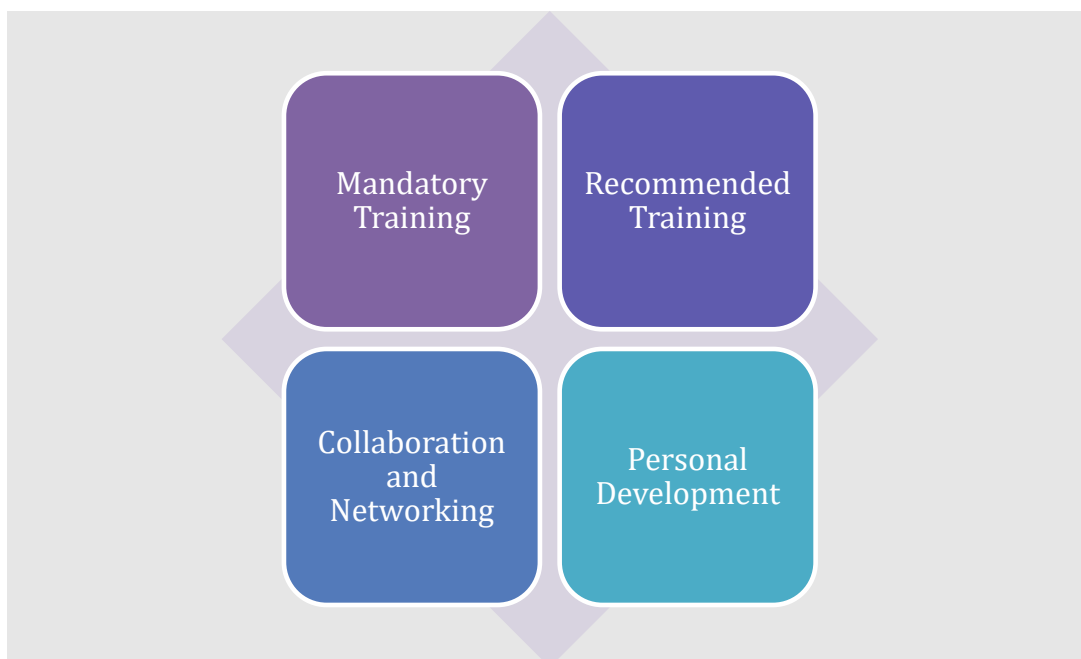 Mandatory
Training
Recommended
Training
Collaboration
and
Networking
Personal
Development